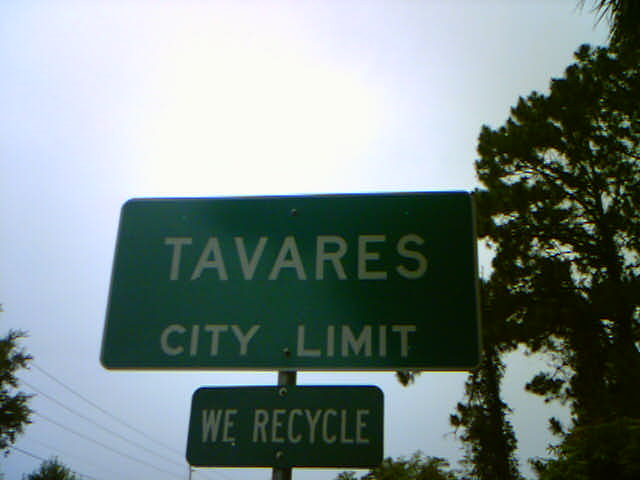 TAVARES
CITY LIMIT
WE RECYCLE